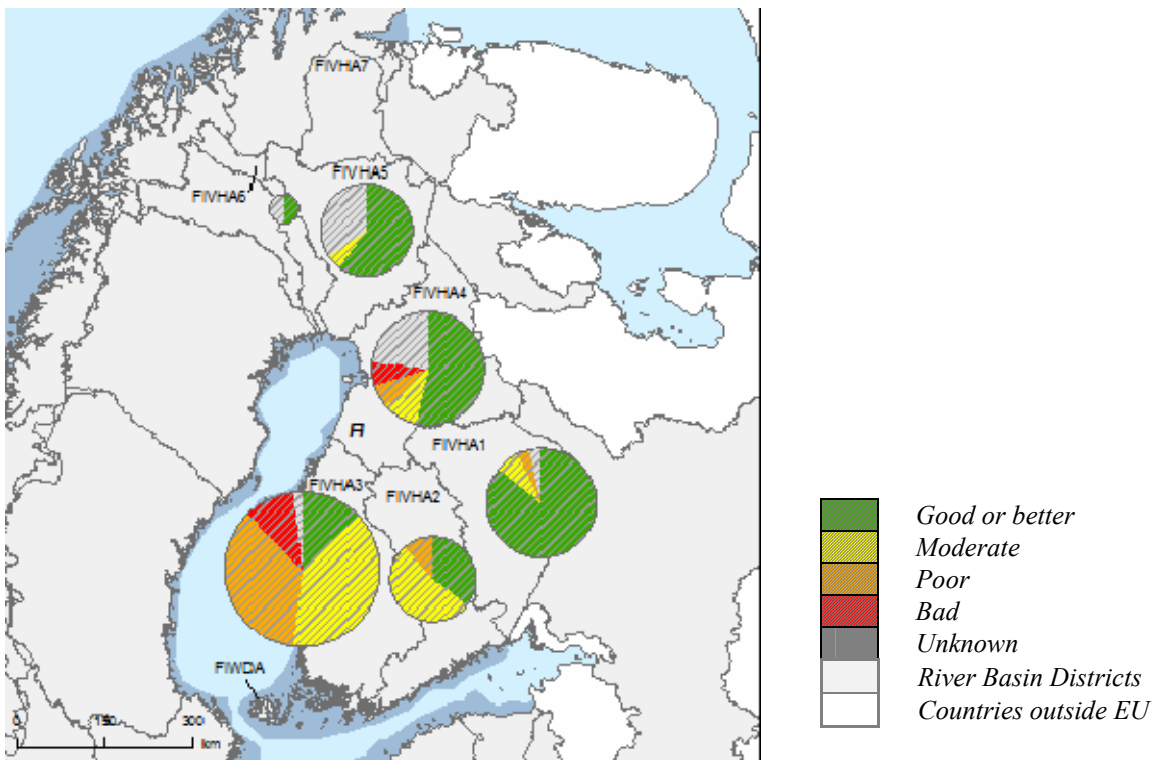 FIVHA7
FIVHA5
FIVHA6
FIVHA4
FI
FIVHA1
FIVHA3
FIVHA2
FIWDA
0 150 300
km
Good or better
Moderate
Poor
Bad
Unknown
River Basin Districts
Countries outside EU